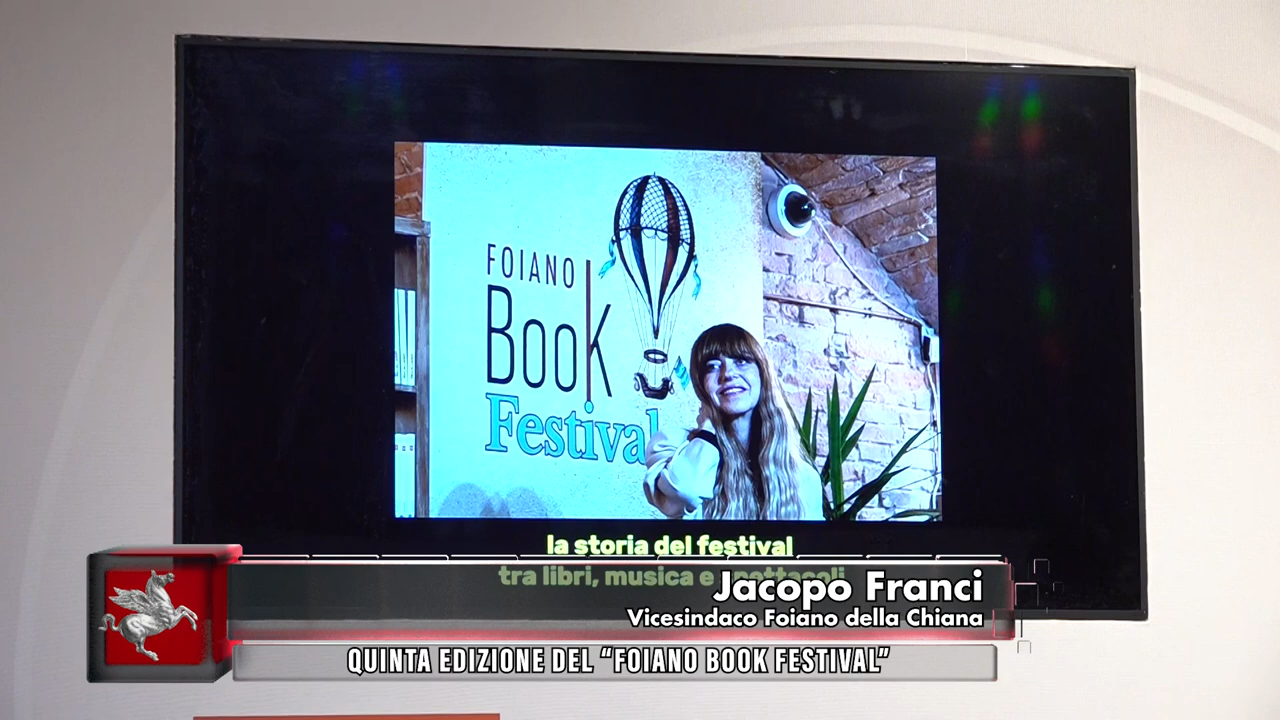 FOIANO
Book
Festival
la storia del festival
tra libri, musica e spettacoli
Jacopo Franci
Vicesindaco Foiano della Chiana
QUINTA EDIZIONE DEL “FOIANO BOOK FESTIVAL”